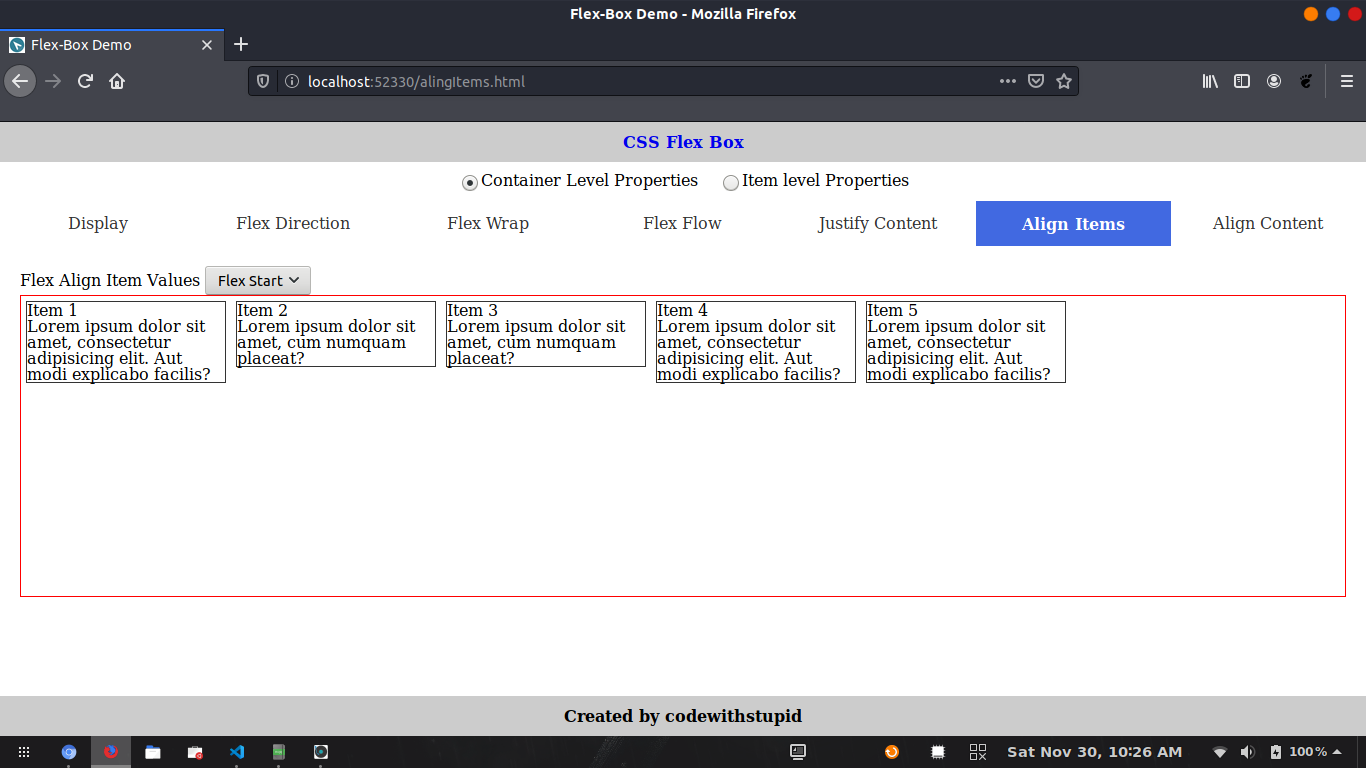 Flex-Box Demo - Mozilla Firefox
Flex-Box Demo
localhost:52330/alingItems.html
CSS Flex Box
Container Level Properties Item level Properties
Display Flex Direction Flex Wrap Flex Flow Justify Content Align Items Align Content
Flex Align Item Values Flex Start
Item 1
Lorem ipsum dolor sit
amet, consectetur
adipisicing elit. Aut
modi explicabo facilis?
Item 2
Lorem ipsum dolor sit
amet, cum numquam
placeat?
Item 3
Lorem ipsum dolor sit
amet, cum numquam
placeat?
Item 4
Lorem ipsum dolor sit
amet, consectetur
adipisicing elit. Aut
modi explicabo facilis?
Item 5
Lorem ipsum dolor sit
amet, consectetur
adipisicing elit. Aut
modi explicabo facilis?
Created by codewithstupid
Sat Nov 30, 10:26 AM 100%